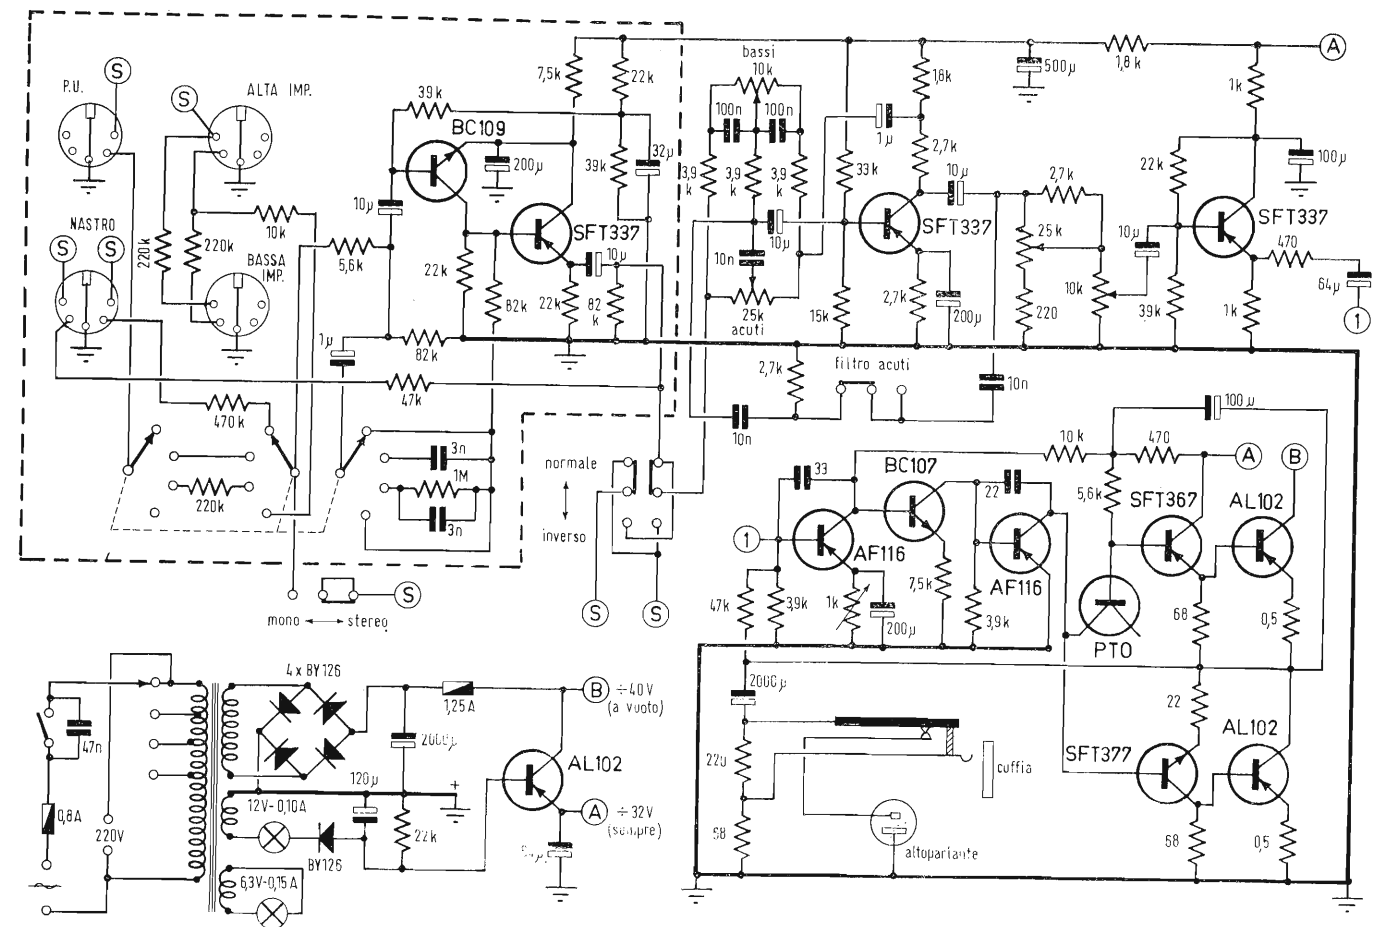 P.U.
S
S
ALTA IMP.
NASTRO
S
S
220k
220k
10k
BASSA
IMP.
39k
BC109
7,5k
22k
200µ
39k
32µ
10µ
5,6k
SFT337
10µ
22k
82k
22k
82
k
1µ
82k
47k
470k
220k
3n
1M
3n
mono
stereo
S
normale
inverso
S
S
bassi
10k
100n
100n
3,9
k
3,9
k
3,9
k
10µ
10n
25k
acuti
1µ
33k
1,8k
2,7k
10µ
SFT337
15k
2,7k
200µ
500µ
1,8k
A
2,7k
25k
220
10k
10µ
22k
39k
1k
100µ
SFT337
470
64µ
1
1k
2,7k
filtro acuti
10n
10n
33
BC107
22
10k
470
100µ
A
B
5,6k
SFT367
AL102
1
AF116
AF116
47k
3,9k
1k
200µ
7,5k
3,9k
PTO
68
0,5
2000µ
22
SFT377
AL102
68
0,5
68
cuffia
altoparlante
4 x BY126
1,25A
B
÷40V
(a vuoto)
AL102
A
÷32V
(sempre)
120µ
22k
+
12V-0,10A
BY126
6,3V-0,15A
47n
0,8A
220V